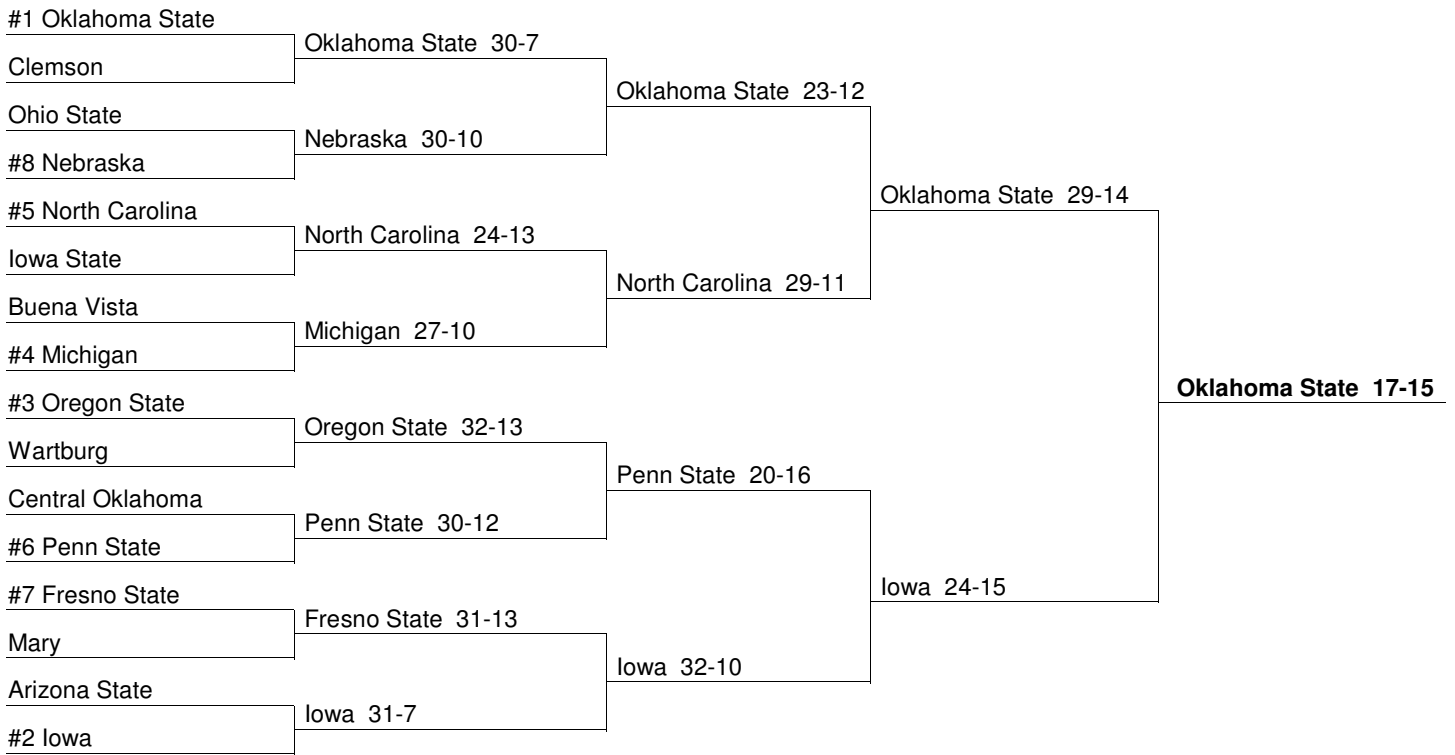 #1 Oklahoma State
Clemson
Ohio State
#8 Nebraska
#5 North Carolina
Iowa State
Buena Vista
#4 Michigan
#3 Oregon State
Wartburg
Central Oklahoma
#6 Penn State
#7 Fresno State
Mary
Arizona State
#2 Iowa
Oklahoma State 30-7
Nebraska 30-10
North Carolina 24-13
Michigan 27-10
Oregon State 32-13
Penn State 30-12
Fresno State 31-13
Iowa 31-7
Oklahoma State 23-12
North Carolina 29-11
Penn State 20-16
Iowa 32-10
Oklahoma State 29-14
Iowa 24-15
Oklahoma State 17-15